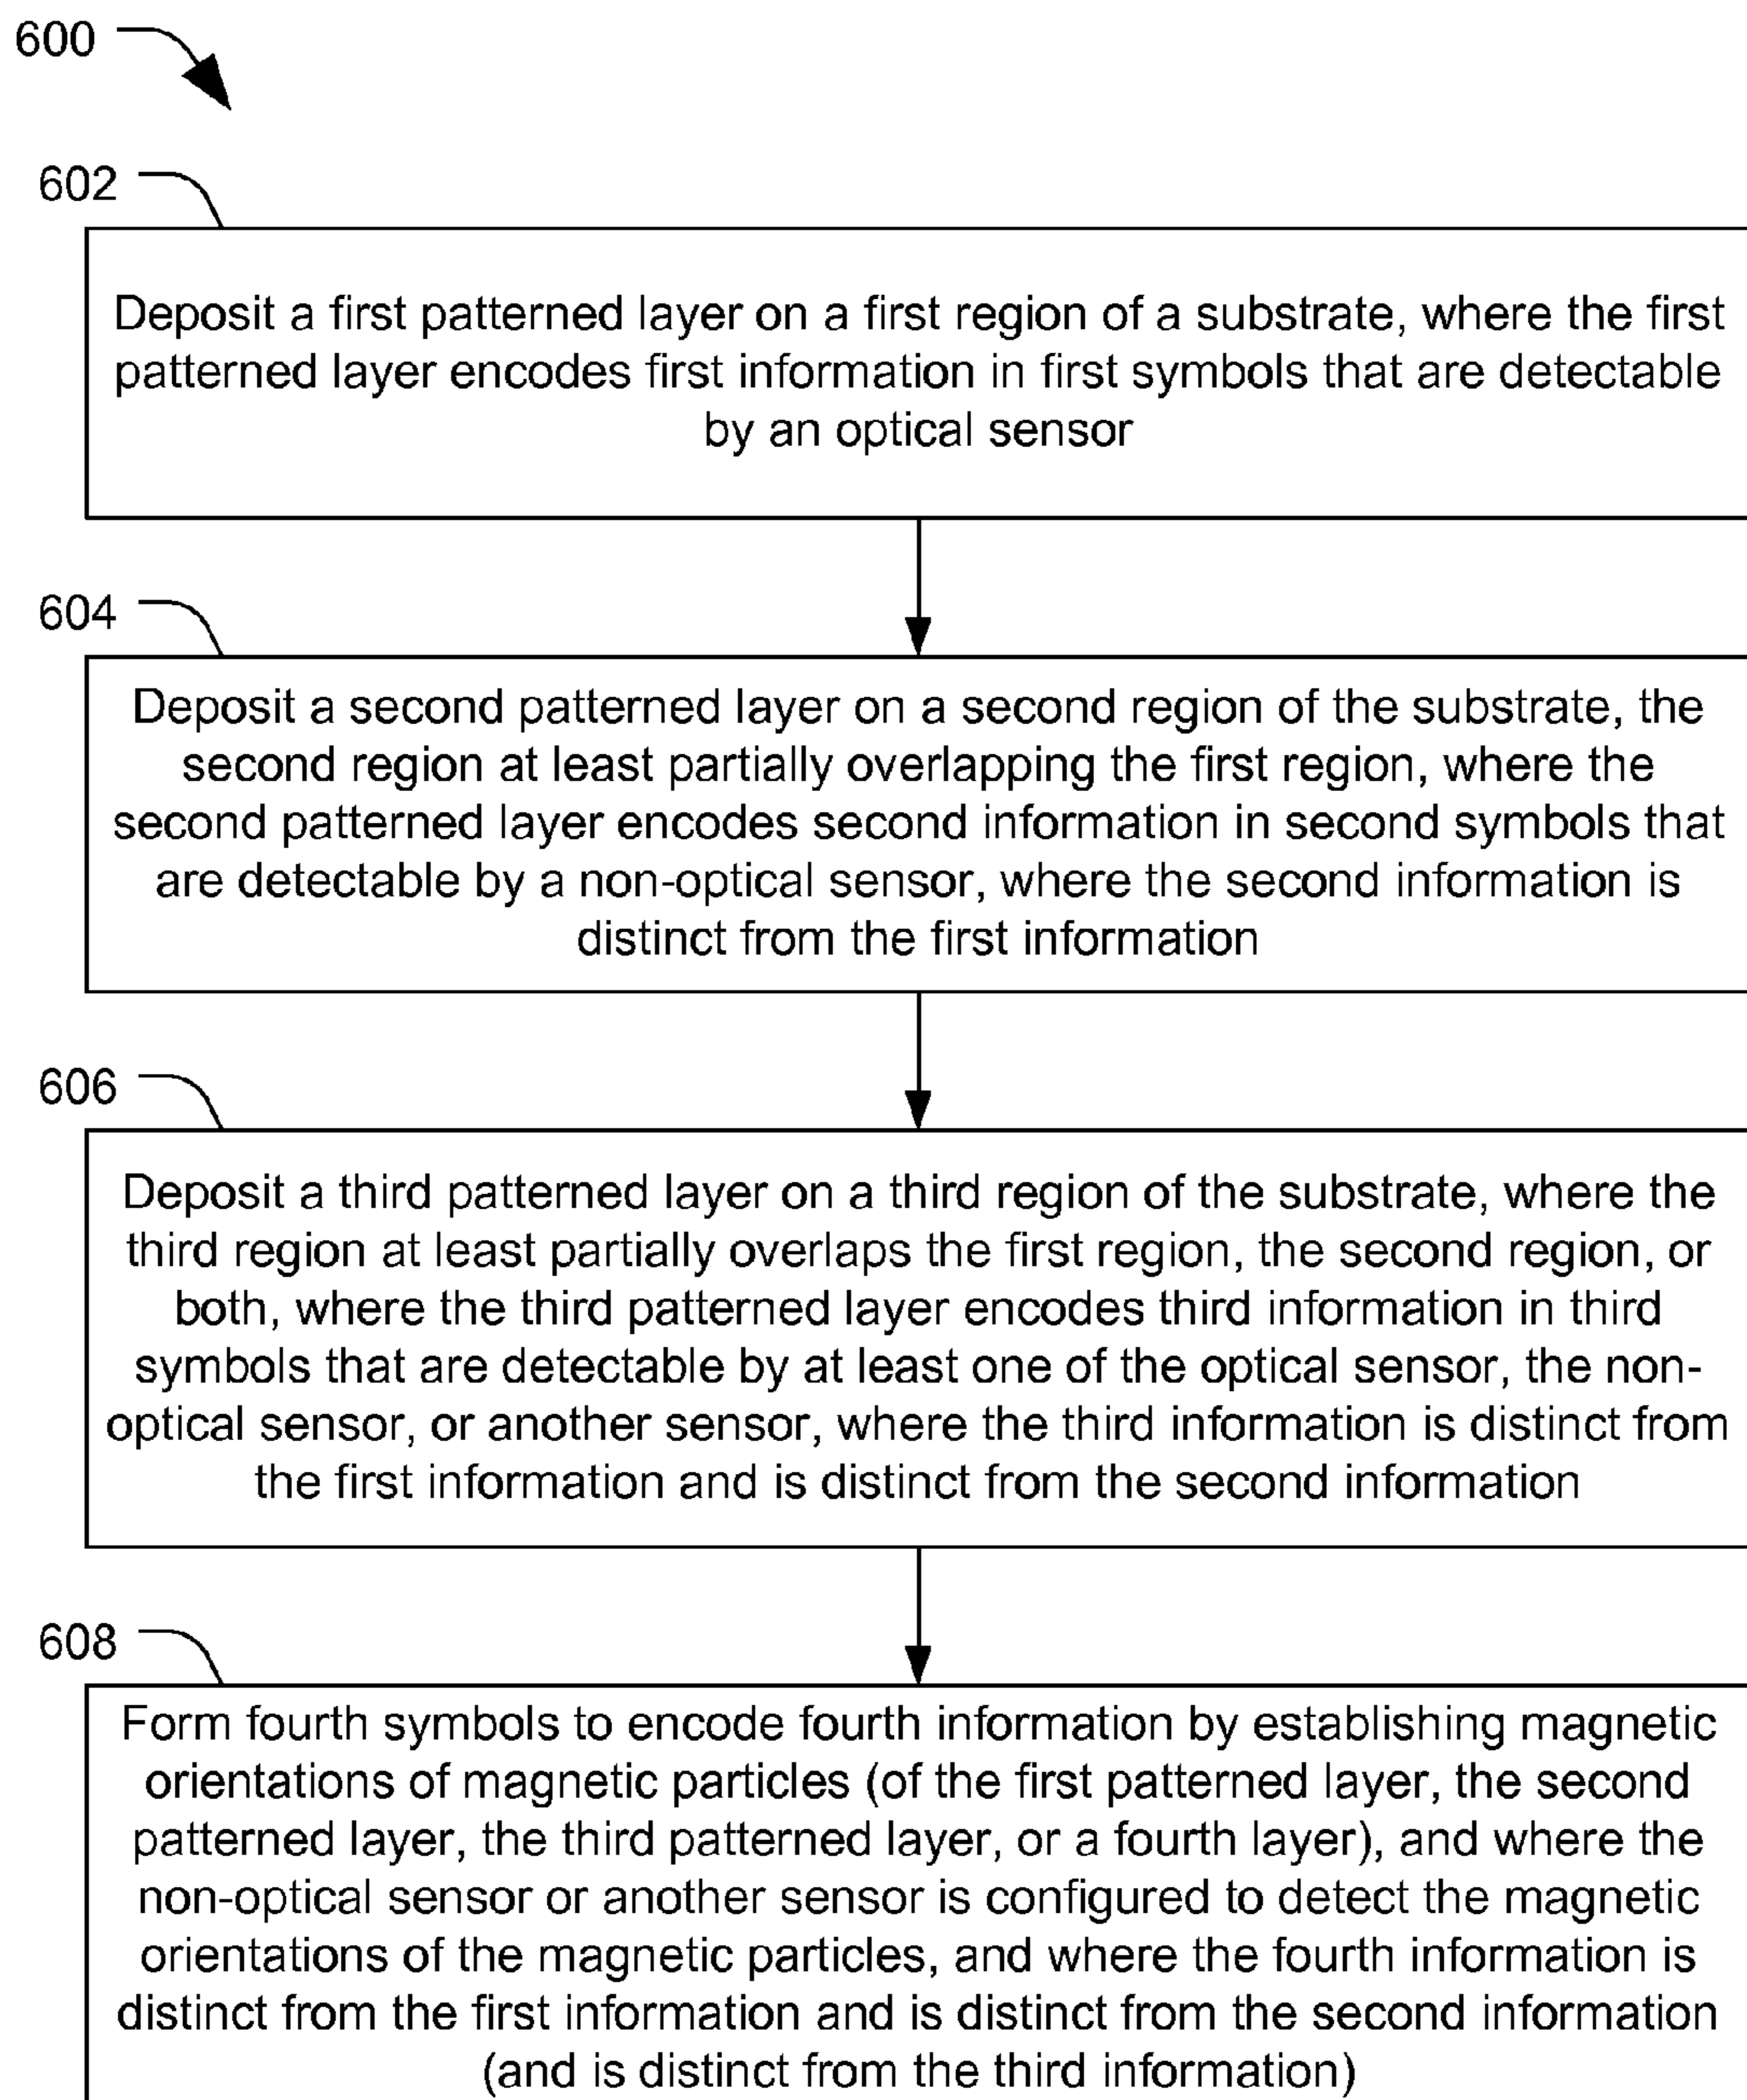 600
602
Deposit a first patterned layer on a first region of a substrate, where the first
patterned layer encodes first information in first symbols that are detectable
by an optical sensor
604
Deposit a second patterned layer on a second region of the substrate, the
second region at least partially overlapping the first region, where the
second patterned layer encodes second information in second symbols that
are detectable by a non-optical sensor, where the second information is
distinct from the first information
606
Deposit a third patterned layer on a third region of the substrate, where the
third region at least partially overlaps the first region, the second region, or
both, where the third patterned layer encodes third information in third
symbols that are detectable by at least one of the optical sensor, the non-
optical sensor, or another sensor, where the third information is distinct from
the first information and is distinct from the second information
608
Form fourth symbols to encode fourth information by establishing magnetic
orientations of magnetic particles (of the first patterned layer, the second
patterned layer, the third patterned layer, or a fourth layer), and where the
non-optical sensor or another sensor is configured to detect the magnetic
orientations of the magnetic particles, and where the fourth information is
distinct from the first information and is distinct from the second information
(and is distinct from the third information)